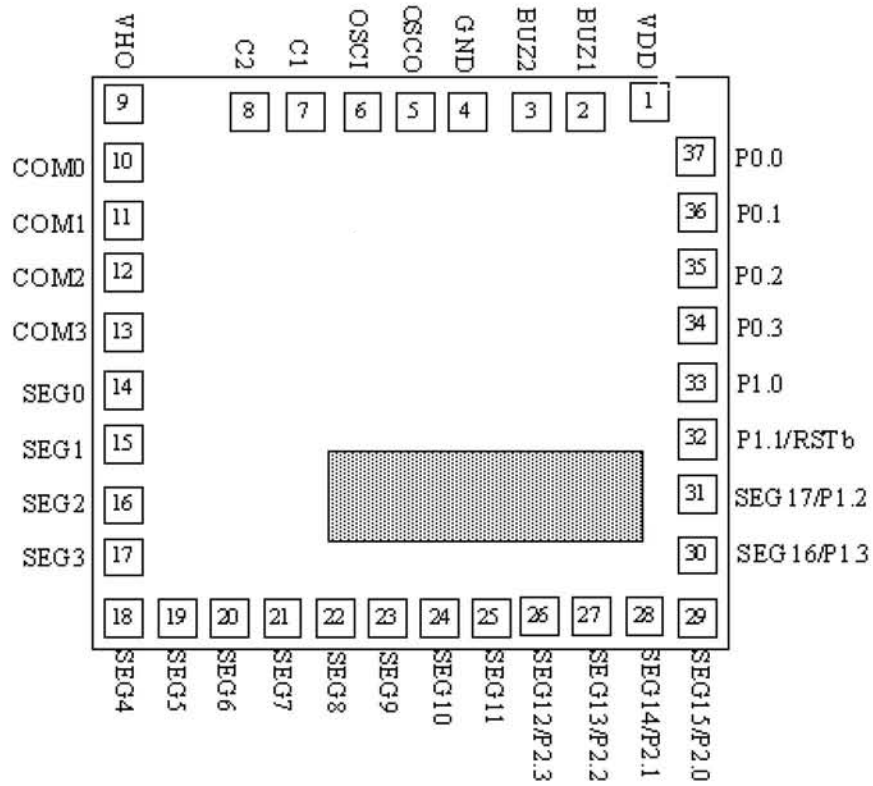 VHO C2 C1 OSCI OSCO GND BUZ2 BUZ1 VDD
9 8 7 6 5 4 3 2 1
COM0 10 37 P0.0
COM1 11 36 P0.1
COM2 12 35 P0.2
COM3 13 34 P0.3
SEG0 14 33 P1.0
SEG1 15 32 P1.1/RSTb
SEG2 16 31 SEG17/P1.2
SEG3 17 30 SEG16/P1.3
18 19 20 21 22 23 24 25 26 27 28 29
SEG4 SEG5 SEG6 SEG7 SEG8 SEG9 SEG10 SEG11 SEG12/P2.3 SEG13/P2.2 SEG14/P2.1 SEG15/P2.0